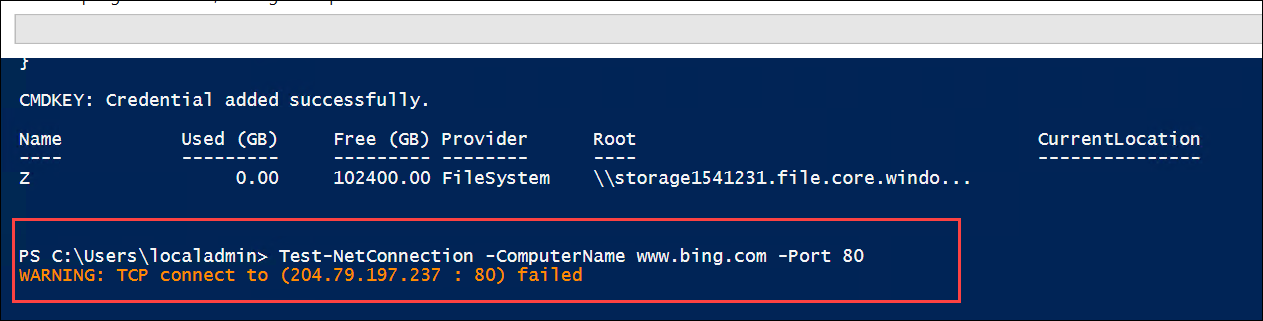 }
CMDKEY: Credential added successfully.
Name Used (GB) Free (GB) Provider Root CurrentLocation
---- --------- --------- -------- ---- ---------------
Z 0.00 102400.00 FileSystem \\storage1541231.file.core.windo...
PS C:\Users\localadmin> Test-NetConnection -ComputerName www.bing.com -Port 80
WARNING: TCP connect to (204.79.197.237 : 80) failed